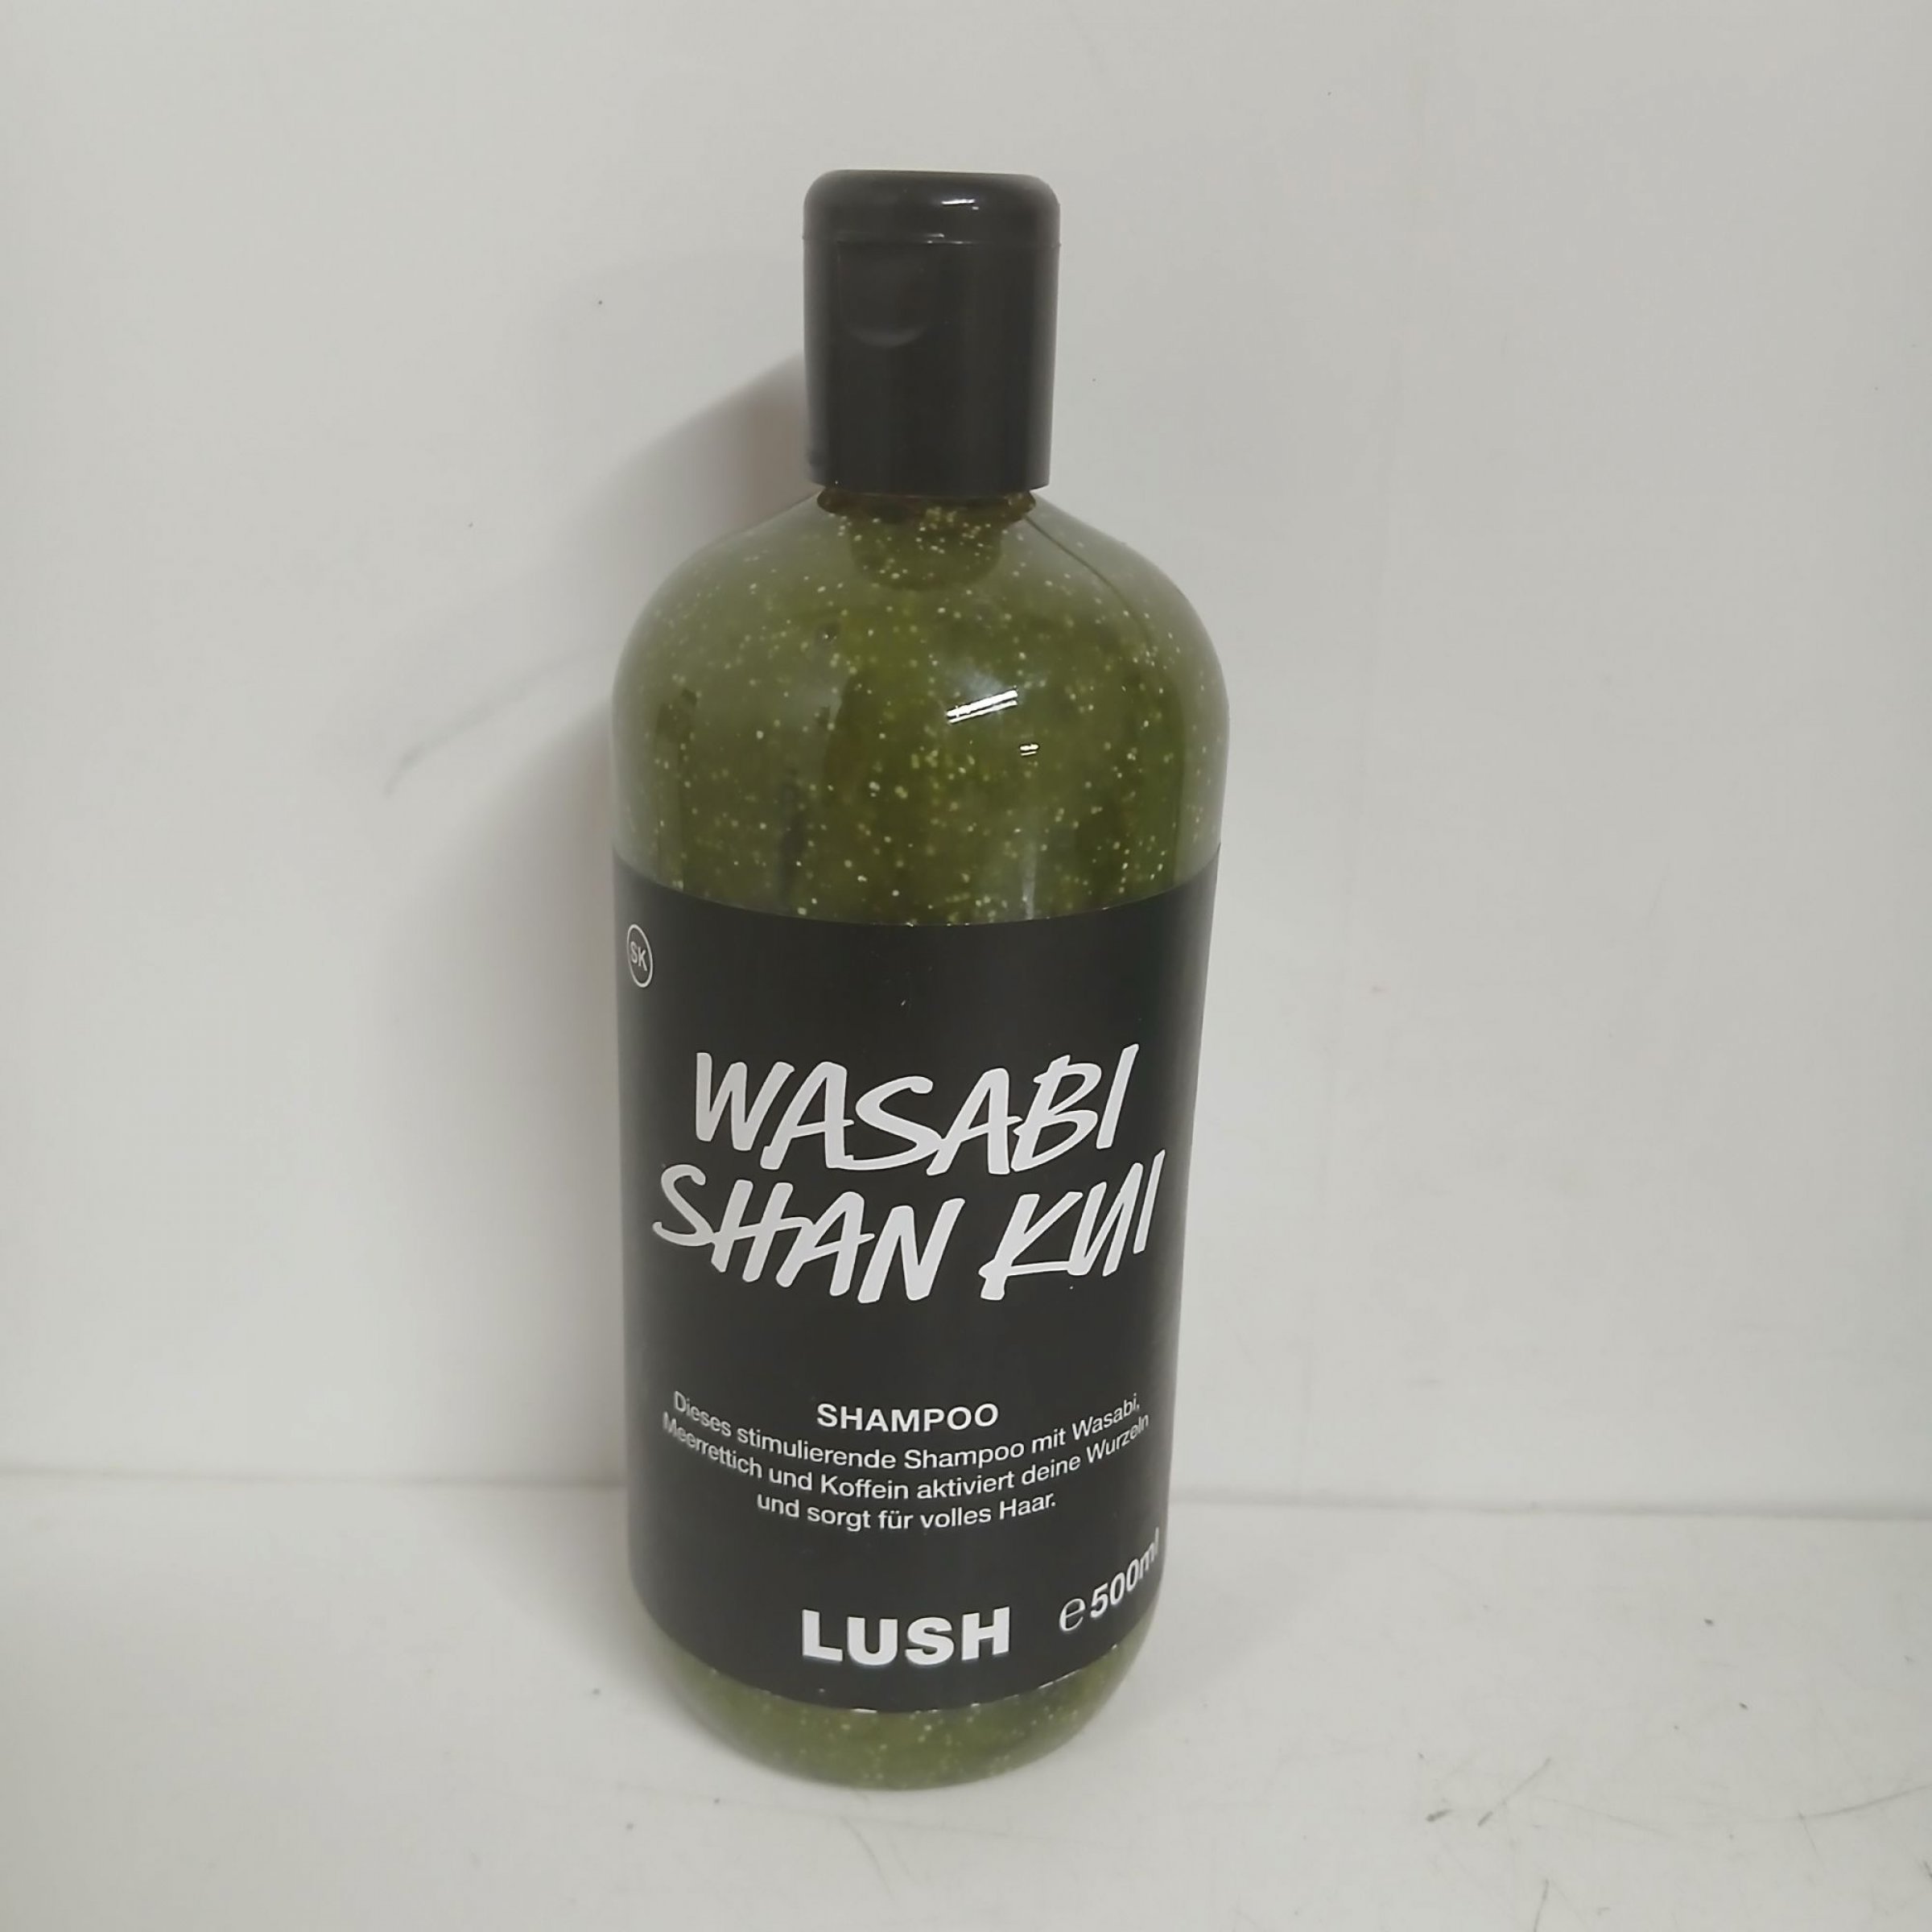 SK
WASABI
SHAN KUI
SHAMPOO
Dieses stimulierende Shampoo mit Wasabi,
Meerrettich und Koffein aktiviert deine Wurzeln
und sorgt für volles Haar.
LUSH
℮500ml